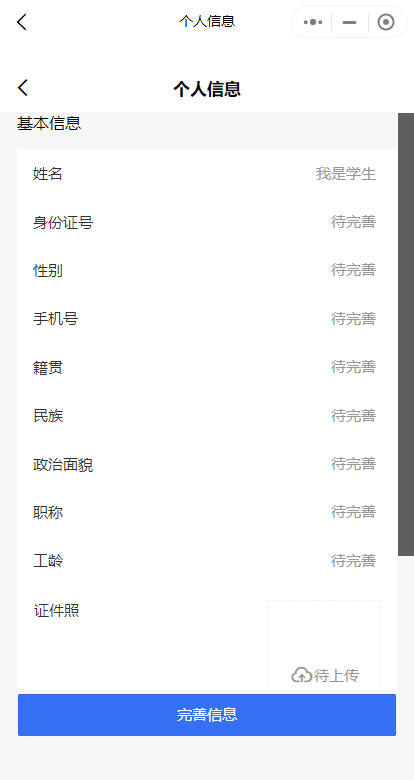 个人信息
个人信息
基本信息
姓名 我是学生
身份证号 待完善
性别 待完善
手机号 待完善
籍贯 待完善
民族 待完善
政治面貌 待完善
职称 待完善
工龄 待完善
证件照
待上传
完善信息